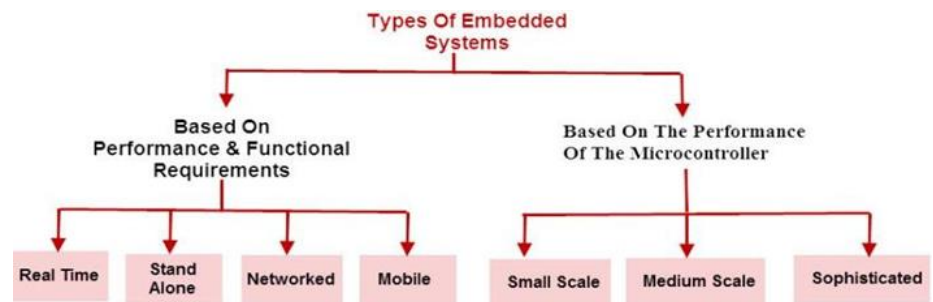 Types Of Embedded
Systems
Based On
Performance & Functional
Requirements
Based On The Performance
Of The Microcontroller
Real Time
Stand
Alone
Networked
Mobile
Small Scale
Medium Scale
Sophisticated